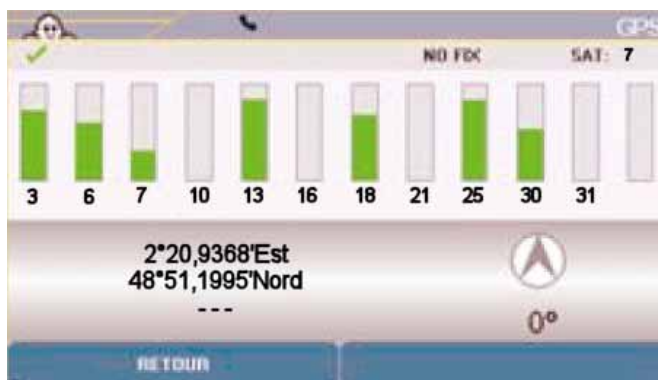 GPS
NO FIX SAT: 7
3 6 7 10 13 16 18 21 25 30 31
2°20,9368'Est
48°51,1995'Nord
---
0°
RETOUR